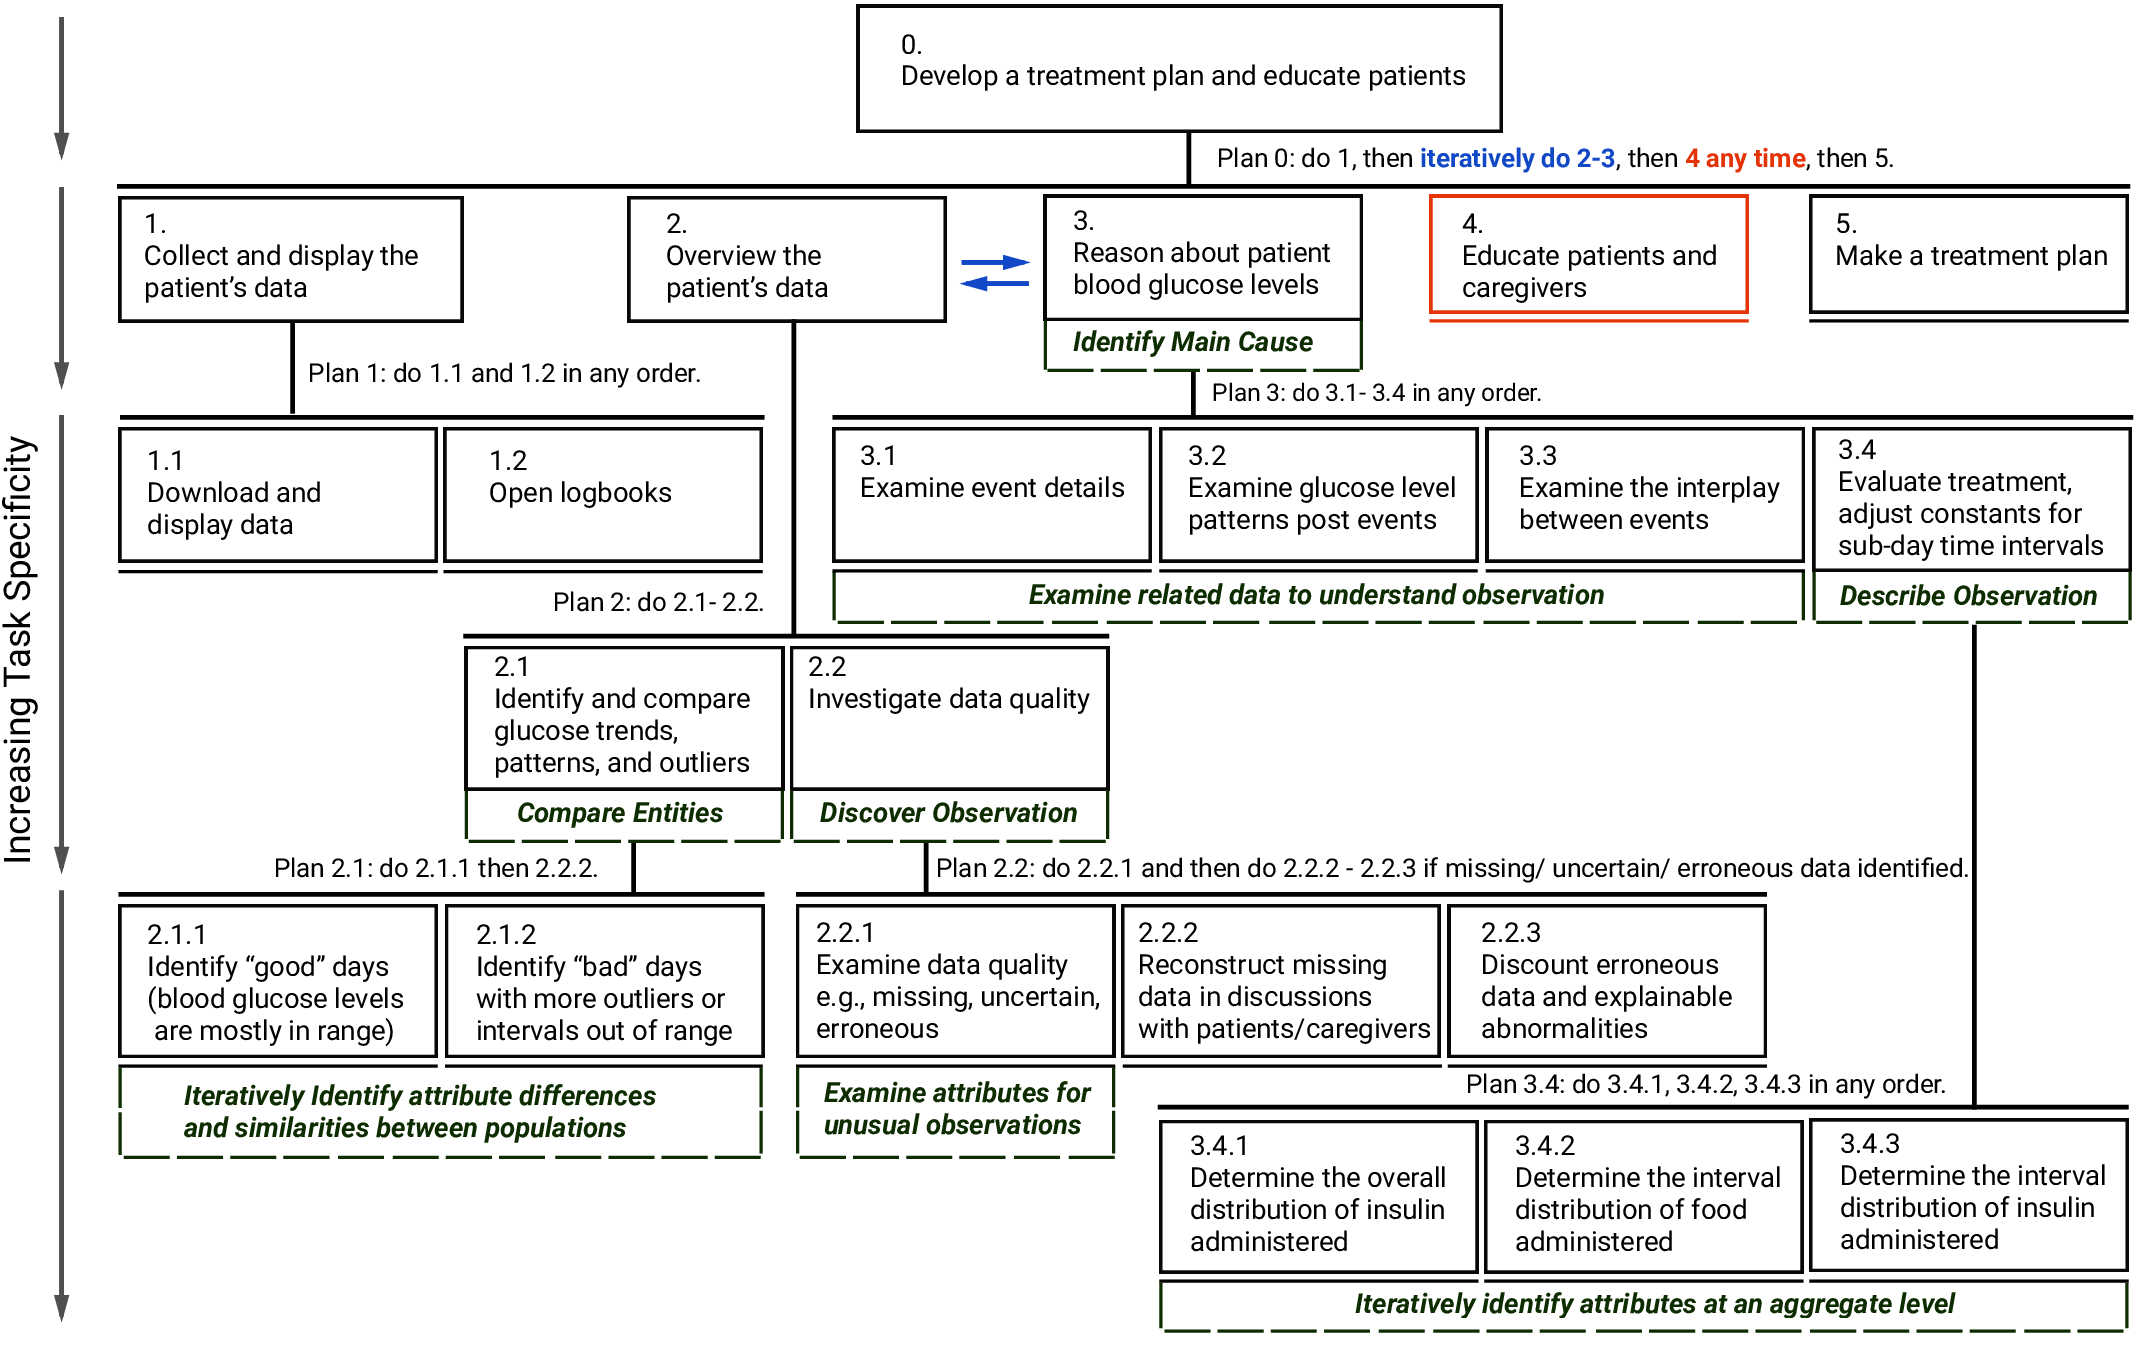 0.
Develop a treatment plan and educate patients
Plan 0: do 1, then iteratively do 2-3, then 4 any time, then 5.
1.
Collect and display the
patient's data
2.
Overview the
patient's data
3.
Reason about patient
blood glucose levels
Identify Main Cause
4.
Educate patients and
caregivers
5.
Make a treatment plan
Plan 1: do 1.1 and 1.2 in any order.
Plan 3: do 3.1- 3.4 in any order.
Increasing Task Specificity
1.1
Download and
display data
1.2
Open logbooks
3.1
Examine event details
3.2
Examine glucose level
patterns post events
3.3
Examine the interplay
between events
3.4
Evaluate treatment,
adjust constants for
sub-day time intervals
Examine related data to understand observation
Describe Observation
Plan 2: do 2.1- 2.2.
2.1
Identify and compare
glucose trends,
patterns, and outliers
Compare Entities
2.2
Investigate data quality
Discover Observation
Plan 2.1: do 2.1.1 then 2.2.2.
Plan 2.2: do 2.2.1 and then do 2.2.2 - 2.2.3 if missing/ uncertain/ erroneous data identified.
2.1.1
Identify “good” days
(blood glucose levels
are mostly in range)
2.1.2
Identify “bad” days
with more outliers or
intervals out of range
Iteratively Identify attribute differences
and similarities between populations
2.2.1
Examine data quality
e.g., missing, uncertain,
erroneous
Examine attributes for
unusual observations
2.2.2
Reconstruct missing
data in discussions
with patients/caregivers
2.2.3
Discount erroneous
data and explainable
abnormalities
Plan 3.4: do 3.4.1, 3.4.2, 3.4.3 in any order.
3.4.1
Determine the overall
distribution of insulin
administered
3.4.2
Determine the interval
distribution of food
administered
3.4.3
Determine the interval
distribution of insulin
administered
Iteratively identify attributes at an aggregate level